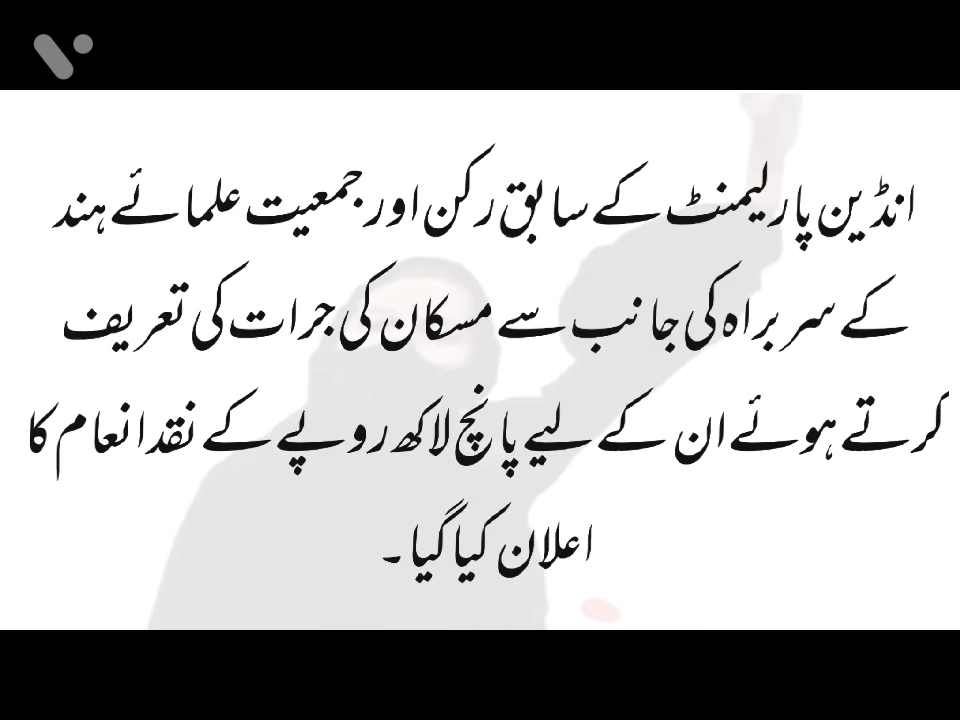 انڈین پارلیمنٹ کے سابق رکن اور جمعیت علمائے ہند
کے سربراہ کی جانب سے مسکان کی جرات کی تعریف
کرتے ہوئے ان کے لیے پانچ لاکھ روپے کے نقد انعام کا
اعلان کیا گیا۔